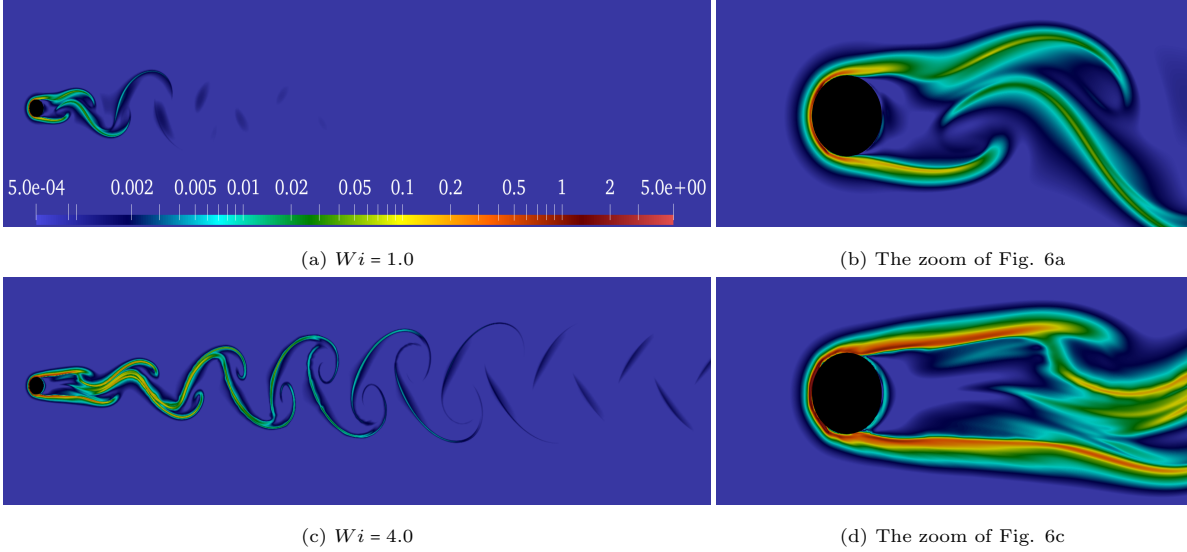 5.0e-04 0.002 0.005 0.01 0.02 0.05 0.1 0.2 0.5 1 2 5.0e+00
(a) Wi = 1.0
(b) The zoom of Fig. 6a
(c) Wi = 4.0
(d) The zoom of Fig. 6c